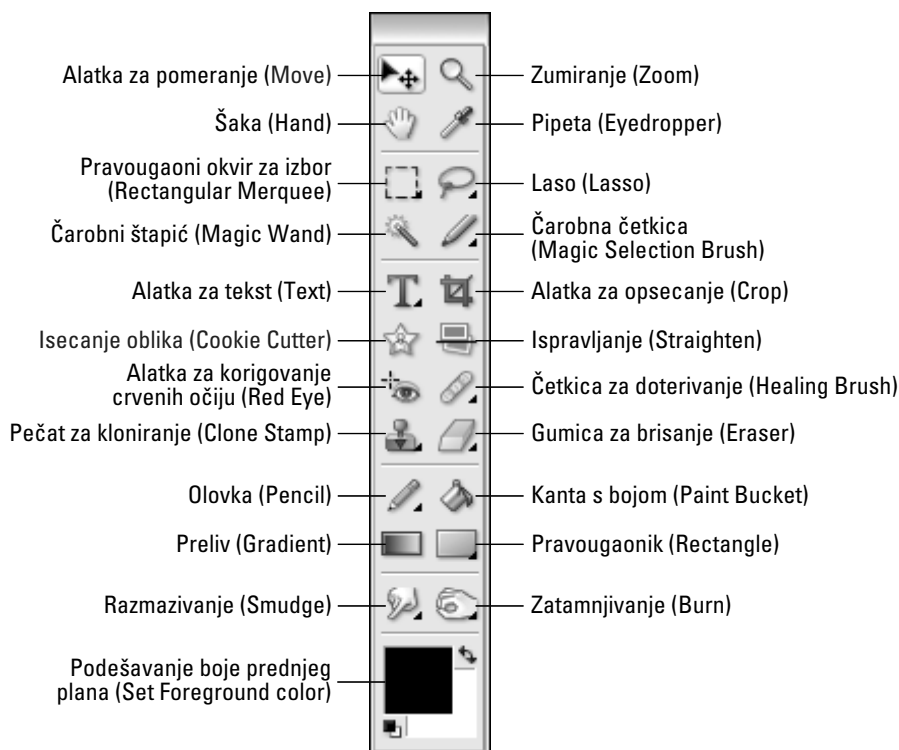 Alatka za pomeranje (Move)
Zumiranje (Zoom)
Šaka (Hand)
Pipeta (Eyedropper)
Pravougaoni okvir za izbor
(Rectangular Merquee)
Laso (Lasso)
Čarobni štapić (Magic Wand)
Čarobna četkica
(Magic Selection Brush)
Alatka za tekst (Text)
Alatka za opsecanje (Crop)
Isecanje oblika (Cookie Cutter)
Ispravljanje (Straighten)
Alatka za korigovanje
crvenih očiju (Red Eye)
Četkica za doterivanje (Healing Brush)
Pečat za kloniranje (Clone Stamp)
Gumica za brisanje (Eraser)
Olovka (Pencil)
Kanta s bojom (Paint Bucket)
Preliv (Gradient)
Pravougaonik (Rectangle)
Razmazivanje (Smudge)
Zatamnjivanje (Burn)
Podešavanje boje prednjeg
plana (Set Foreground color)